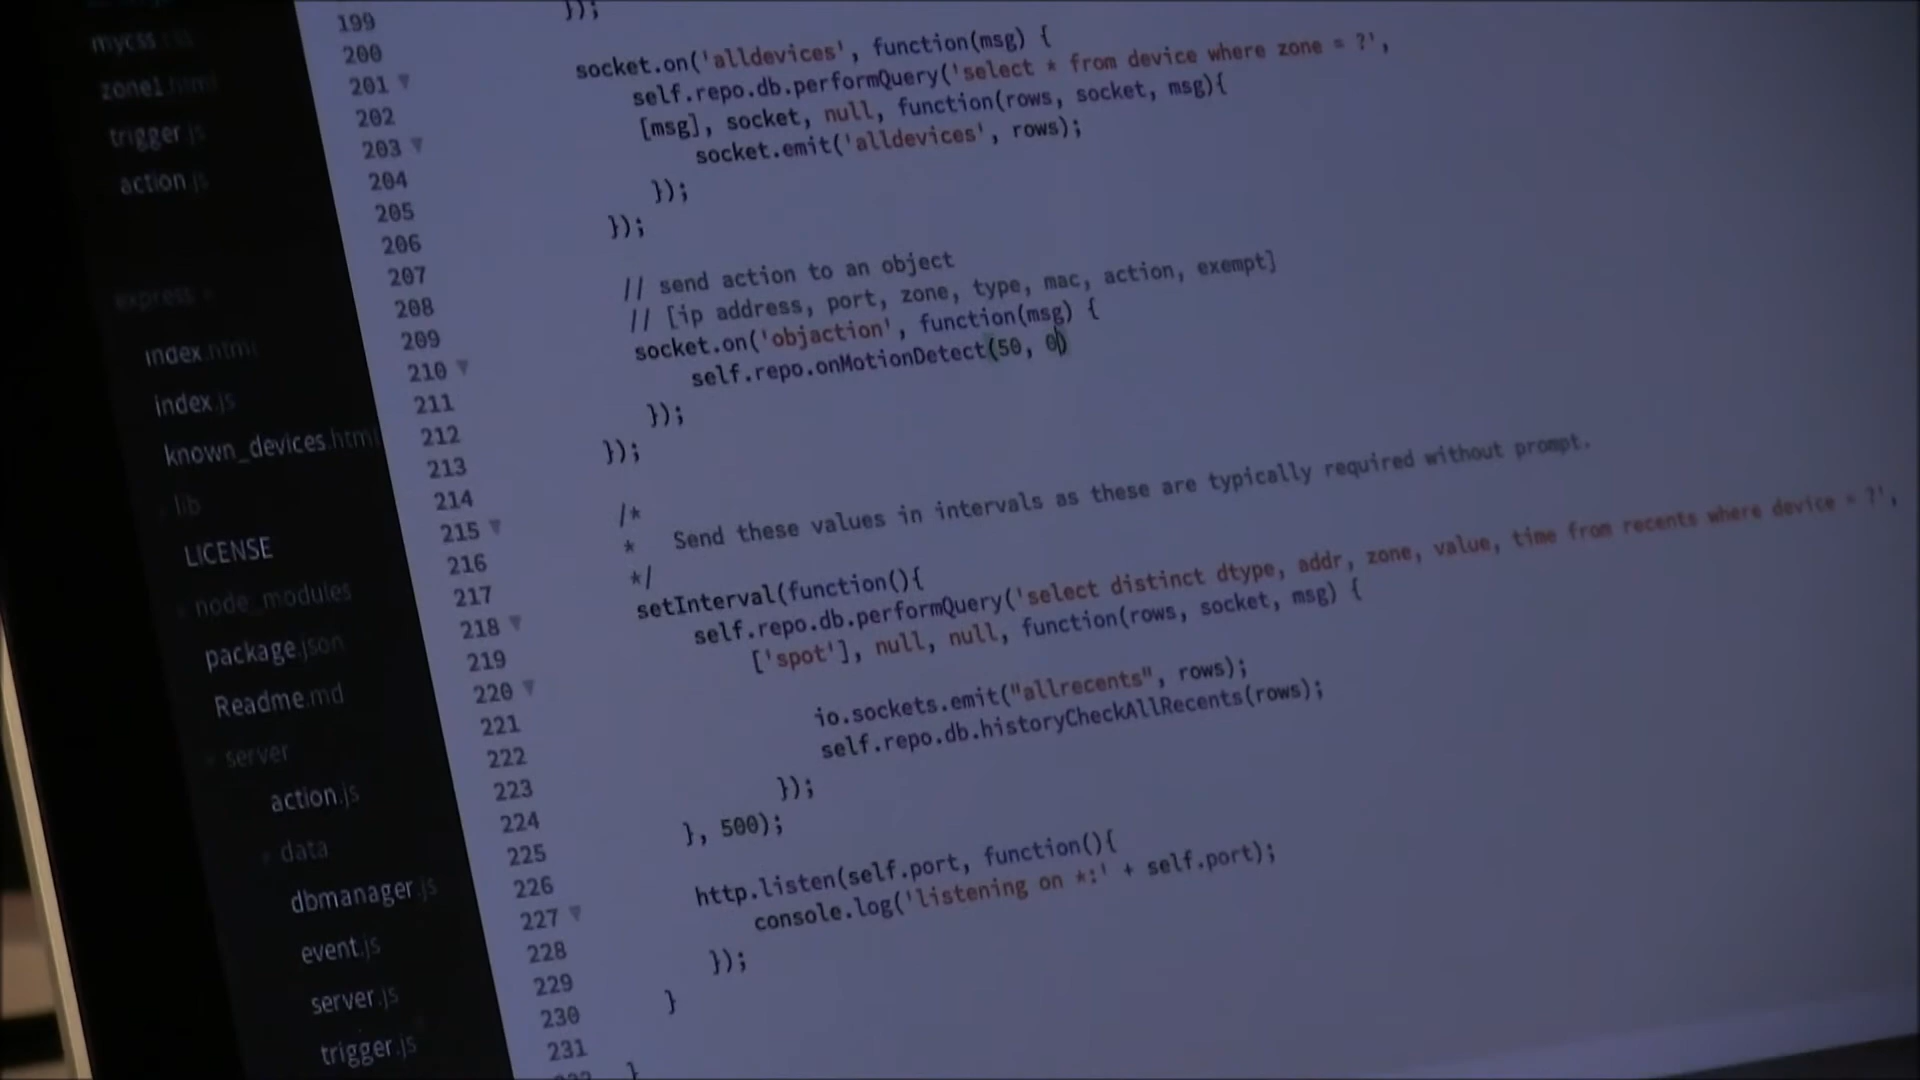 mycss
zone1.html
trigger.js
action.js
express
index.html
index.js
known_devices.html
lib
LICENSE
node_modules
package.json
Readme.md
server
action.js
data
dbmanager.js
event.js
server.js
trigger.js
199
200
201
202
203
204
205
206
207
208
209
210
211
212
213
214
215
216
217
218
219
220
221
222
223
224
225
226
227
228
229
230
231
});
socket.on('alldevices', function(msg) {
self.repo.db.performQuery('select * from device where zone = ?',
[msg], socket, null, function(rows, socket, msg){
socket.emit('alldevices', rows);
});
});
// send action to an object
// [ip address, port, zone, type, mac, action, exempt]
socket.on('objaction', function(msg) {
self.repo.onMotionDetect(50, 0)
});
});
/*
* Send these values in intervals as these are typically required without prompt.
*/
setInterval(function(){
self.repo.db.performQuery('select distinct dtype, addr, zone, value, time from recents where device = ?',
['spot'], null, null, function(rows, socket, msg) {
io.sockets.emit("allrecents", rows);
self.repo.db.historyCheckAllRecents(rows);
});
}, 500);
http.listen(self.port, function(){
console.log('listening on *:' + self.port);
});
}
}